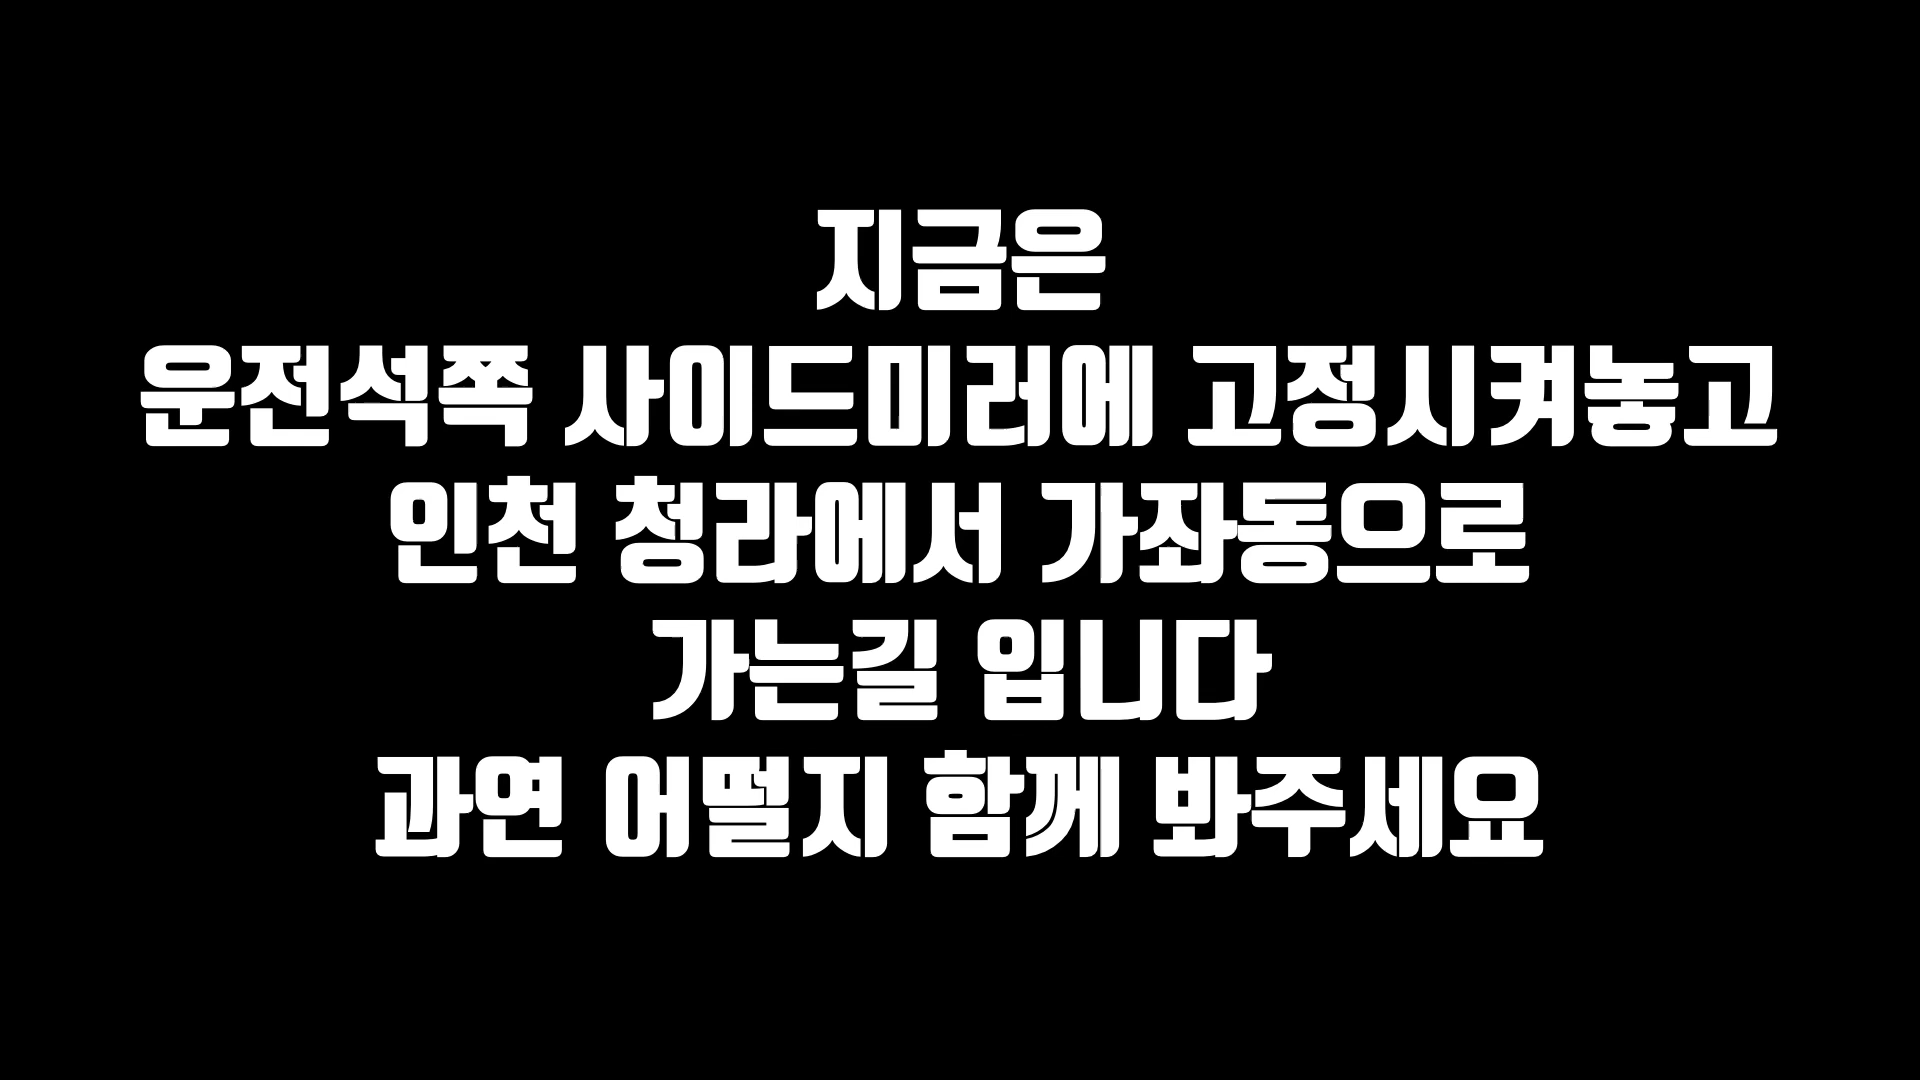 지금은
운전석쪽 사이드미러에 고정시켜놓고
인천 청라에서 가좌동으로
가는길 입니다
과연 어떨지 함께 봐주세요